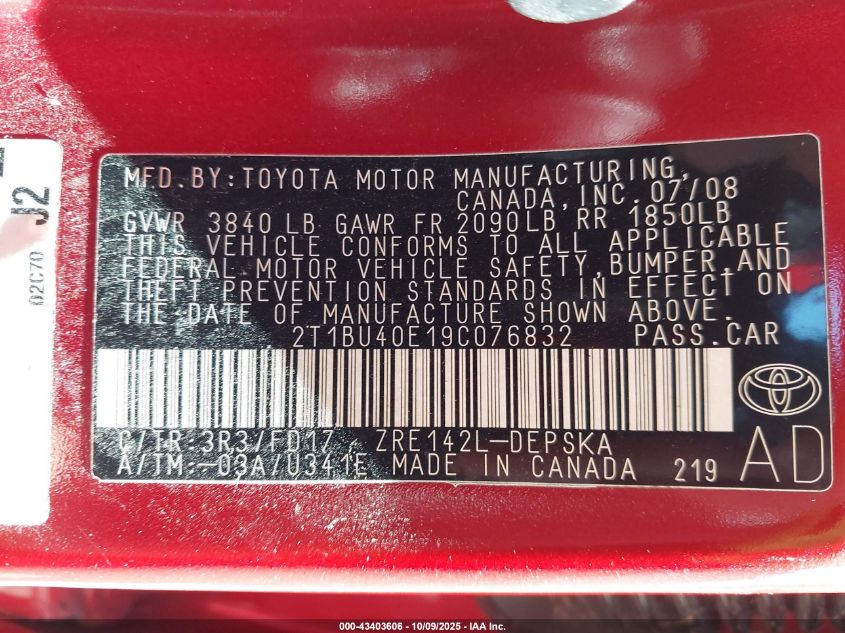 J2
02C70
MFD.BY:TOYOTA MOTOR MANUFACTURING,
CANADA,INC.07/08
GVWR 3840 LB GAWR FR 2090LB RR 1850LB
THIS VEHICLE CONFORMS TO ALL APPLICABLE
FEDERAL MOTOR VEHICLE SAFETY,BUMPER,AND
THEFT PREVENTION STANDARDS IN EFFECT ON
THE DATE OF MANUFACTURE SHOWN ABOVE.
2T1BU40E19C076832 PASS.CAR
C/TR:3R3/FD17 ZRE142L-DEPSKA
A/TM:-03A/U341E MADE IN CANADA 219
AD
000-43403606 - 10/09/2025 - IAA Inc.